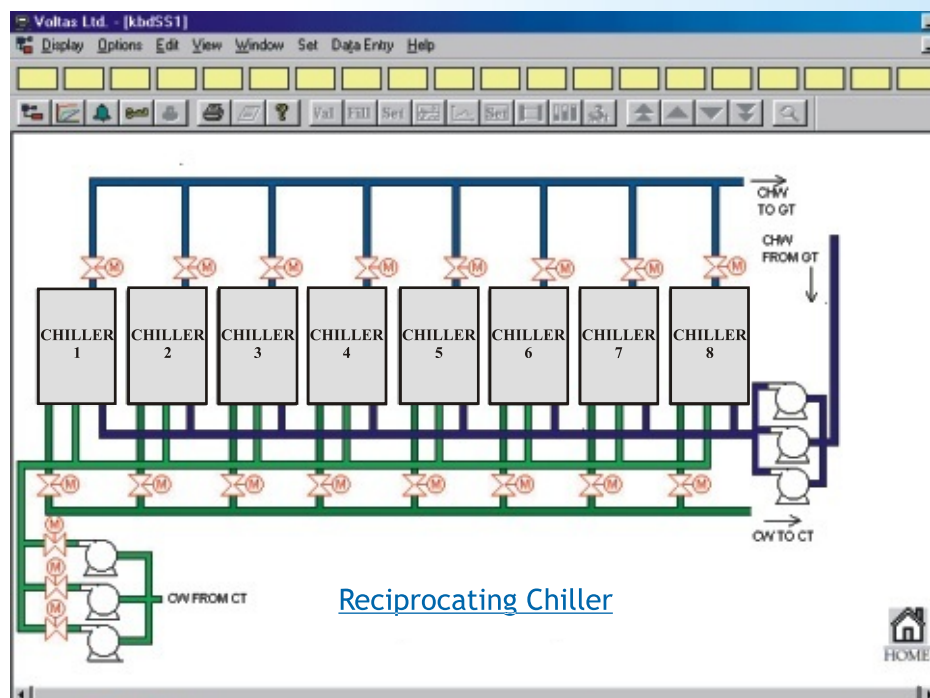 Voltas Ltd. - [kbdSS1]
Display Options Edit View Window Set Data Entry Help
Val Fill Set Set
CHW
TO GT
CHW
FROM GT
M M M M M M M M
CHILLER
1
CHILLER
2
CHILLER
3
CHILLER
4
CHILLER
5
CHILLER
6
CHILLER
7
CHILLER
8
M M M M M M M M
M
M
M
CW TO CT
CW FROM CT
Reciprocating Chiller
HOME